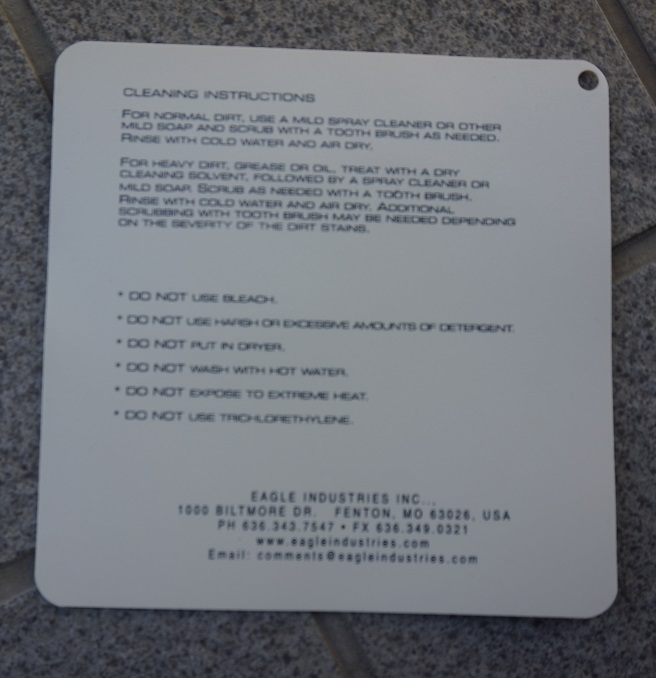 CLEANING INSTRUCTIONS
FOR NORMAL DIRT, USE A MILD SPRAY CLEANER OR OTHER
MILD SOAP AND SCRUB WITH A TOOTH BRUSH AS NEEDED.
RINSE WITH COLD WATER AND AIR DRY.
FOR HEAVY DIRT, GREASE OR OIL, TREAT WITH A DRY
CLEANING SOLVENT, FOLLOWED BY A SPRAY CLEANER OR
MILD SOAP. SCRUB AS NEEDED WITH A TOOTH BRUSH.
RINSE WITH COLD WATER AND AIR DRY. ADDITIONAL
SCRUBBING WITH TOOTH BRUSH MAY BE NEEDED DEPENDING
ON THE SEVERITY OF THE DIRT STAINS.
* DO NOT USE BLEACH.
* DO NOT USE HARSH OR EXCESSIVE AMOUNTS OF DETERGENT.
* DO NOT PUT IN DRYER.
* DO NOT WASH WITH HOT WATER.
* DO NOT EXPOSE TO EXTREME HEAT.
* DO NOT USE TRICHLORETHYLENE.
EAGLE INDUSTRIES INC..,
1000 BILTMORE DR. FENTON, MO 63026, USA
PH 636.343.7547 • FX 636.349.0321
www.eagleindustries.com
Email: comments@eagleindustries.com